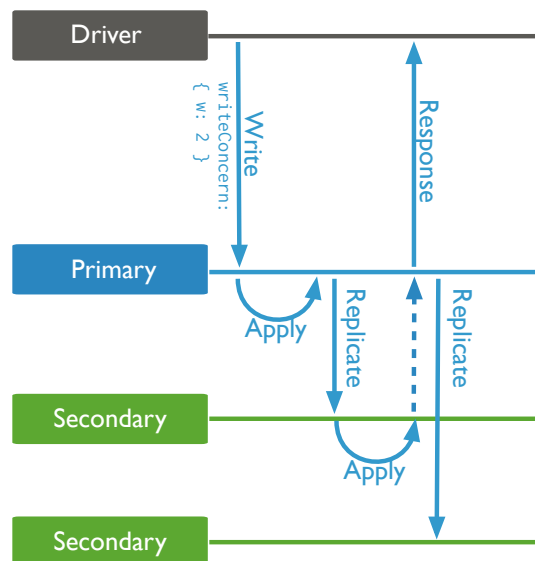 Driver
Write
writeConcern:
{ w: 2 }
Response
Primary
Apply
Replicate
Replicate
Secondary
Apply
Secondary